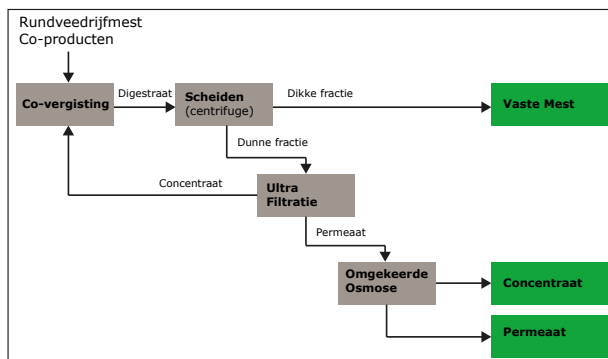 Rundveedrijfmest
Co-producten
Co-vergisting
Digestraat
Scheiden
(centrifuge)
Dikke fractie
Vaste Mest
Dunne fractie
Concentraat
Ultra
Filtratie
Permeaat
Omgekeerde
Osmose
Concentraat
Permeaat